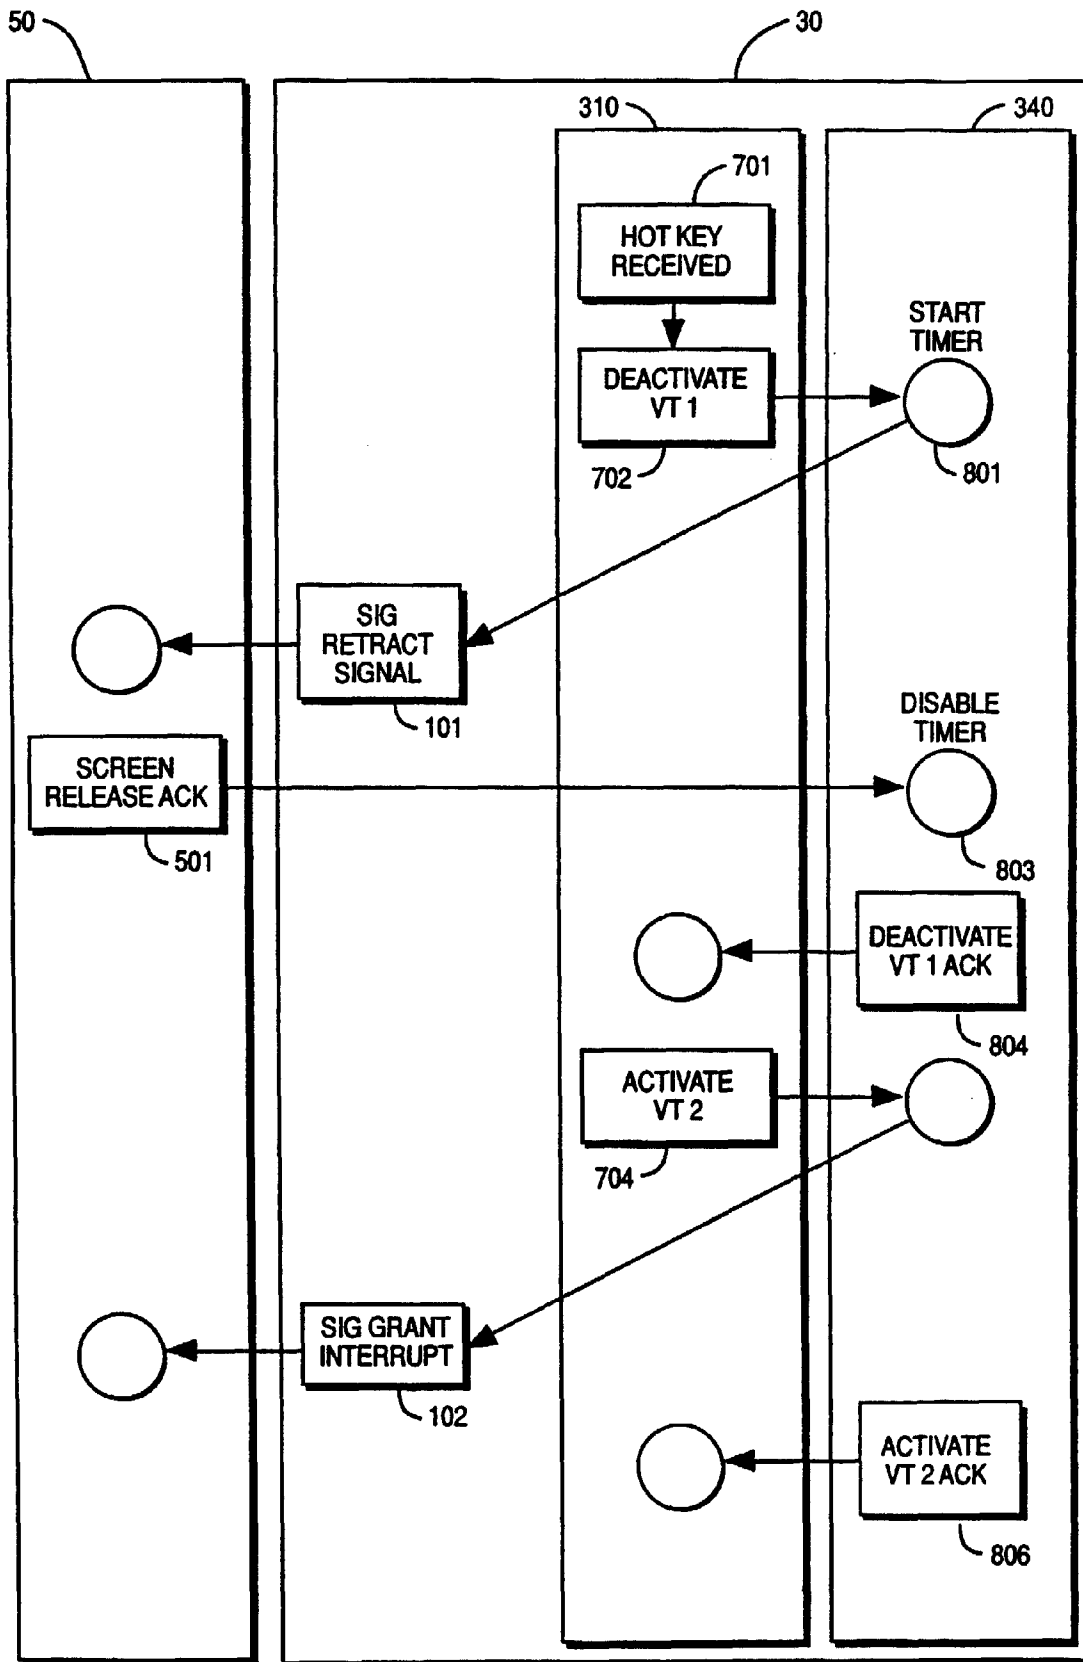 50
30
310
340
701
HOT KEY
RECEIVED
START
TIMER
DEACTIVATE
VT 1
702
801
SIG
RETRACT
SIGNAL
101
DISABLE
TIMER
SCREEN
RELEASE ACK
501
803
DEACTIVATE
VT 1 ACK
804
ACTIVATE
VT 2
704
SIG GRANT
INTERRUPT
102
ACTIVATE
VT 2 ACK
806